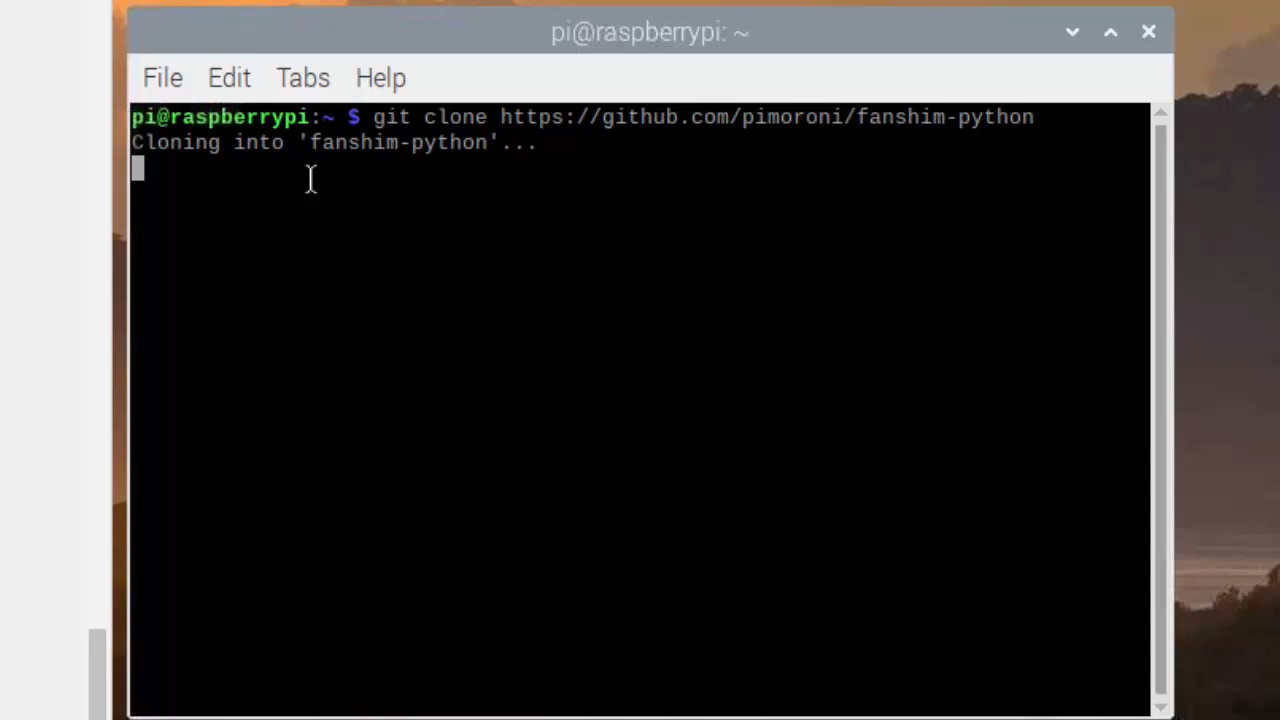 pi@raspberrypi: ~
File Edit Tabs Help
pi@raspberrypi:~ $ git clone https://github.com/pimoroni/fanshim-python
Cloning into 'fanshim-python'...